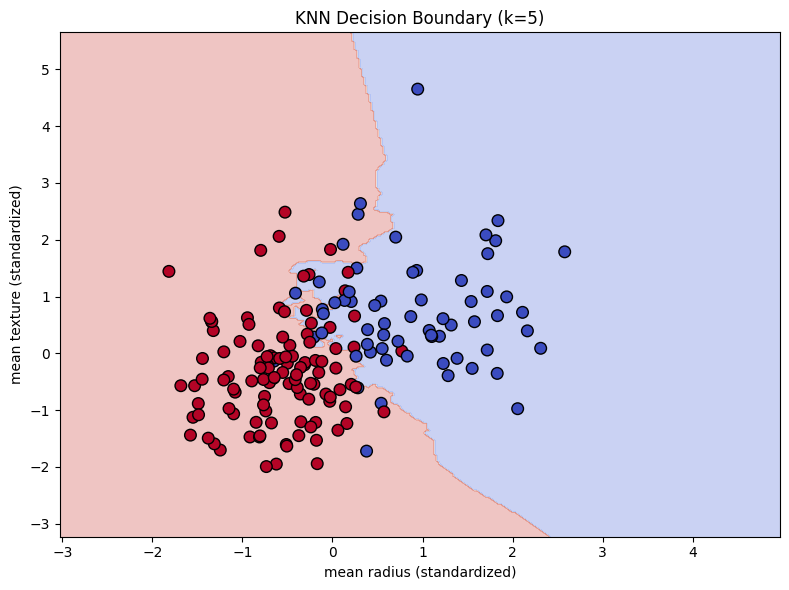 KNN Decision Boundary (k=5)
5
4
3
2
1
0
−1
−2
−3
mean texture (standardized)
−3 −2 −1 0 1 2 3 4
mean radius (standardized)